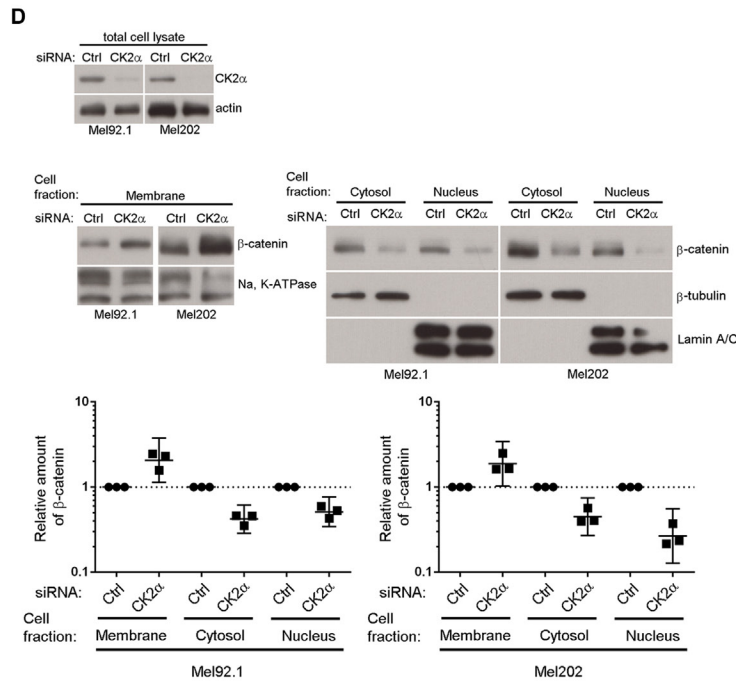 D
total cell lysate
siRNA: Ctrl CK2α Ctrl CK2α
CK2α
actin
Mel92.1 Mel202
Cell
fraction: Membrane
siRNA: Ctrl CK2α Ctrl CK2α
β-catenin
Na, K-ATPase
Mel92.1 Mel202
Cell
fraction: Cytosol Nucleus Cytosol Nucleus
siRNA: Ctrl CK2α Ctrl CK2α Ctrl CK2α Ctrl CK2α
β-catenin
β-tubulin
Lamin A/C
Mel92.1 Mel202
Relative amount
of β-catenin
10
1
0.1
siRNA: Ctrl CK2α Ctrl CK2α Ctrl CK2α
Cell
fraction: Membrane Cytosol Nucleus
Mel92.1
Relative amount
of β-catenin
10
1
0.1
siRNA: Ctrl CK2α Ctrl CK2α Ctrl CK2α
Cell
fraction: Membrane Cytosol Nucleus
Mel202